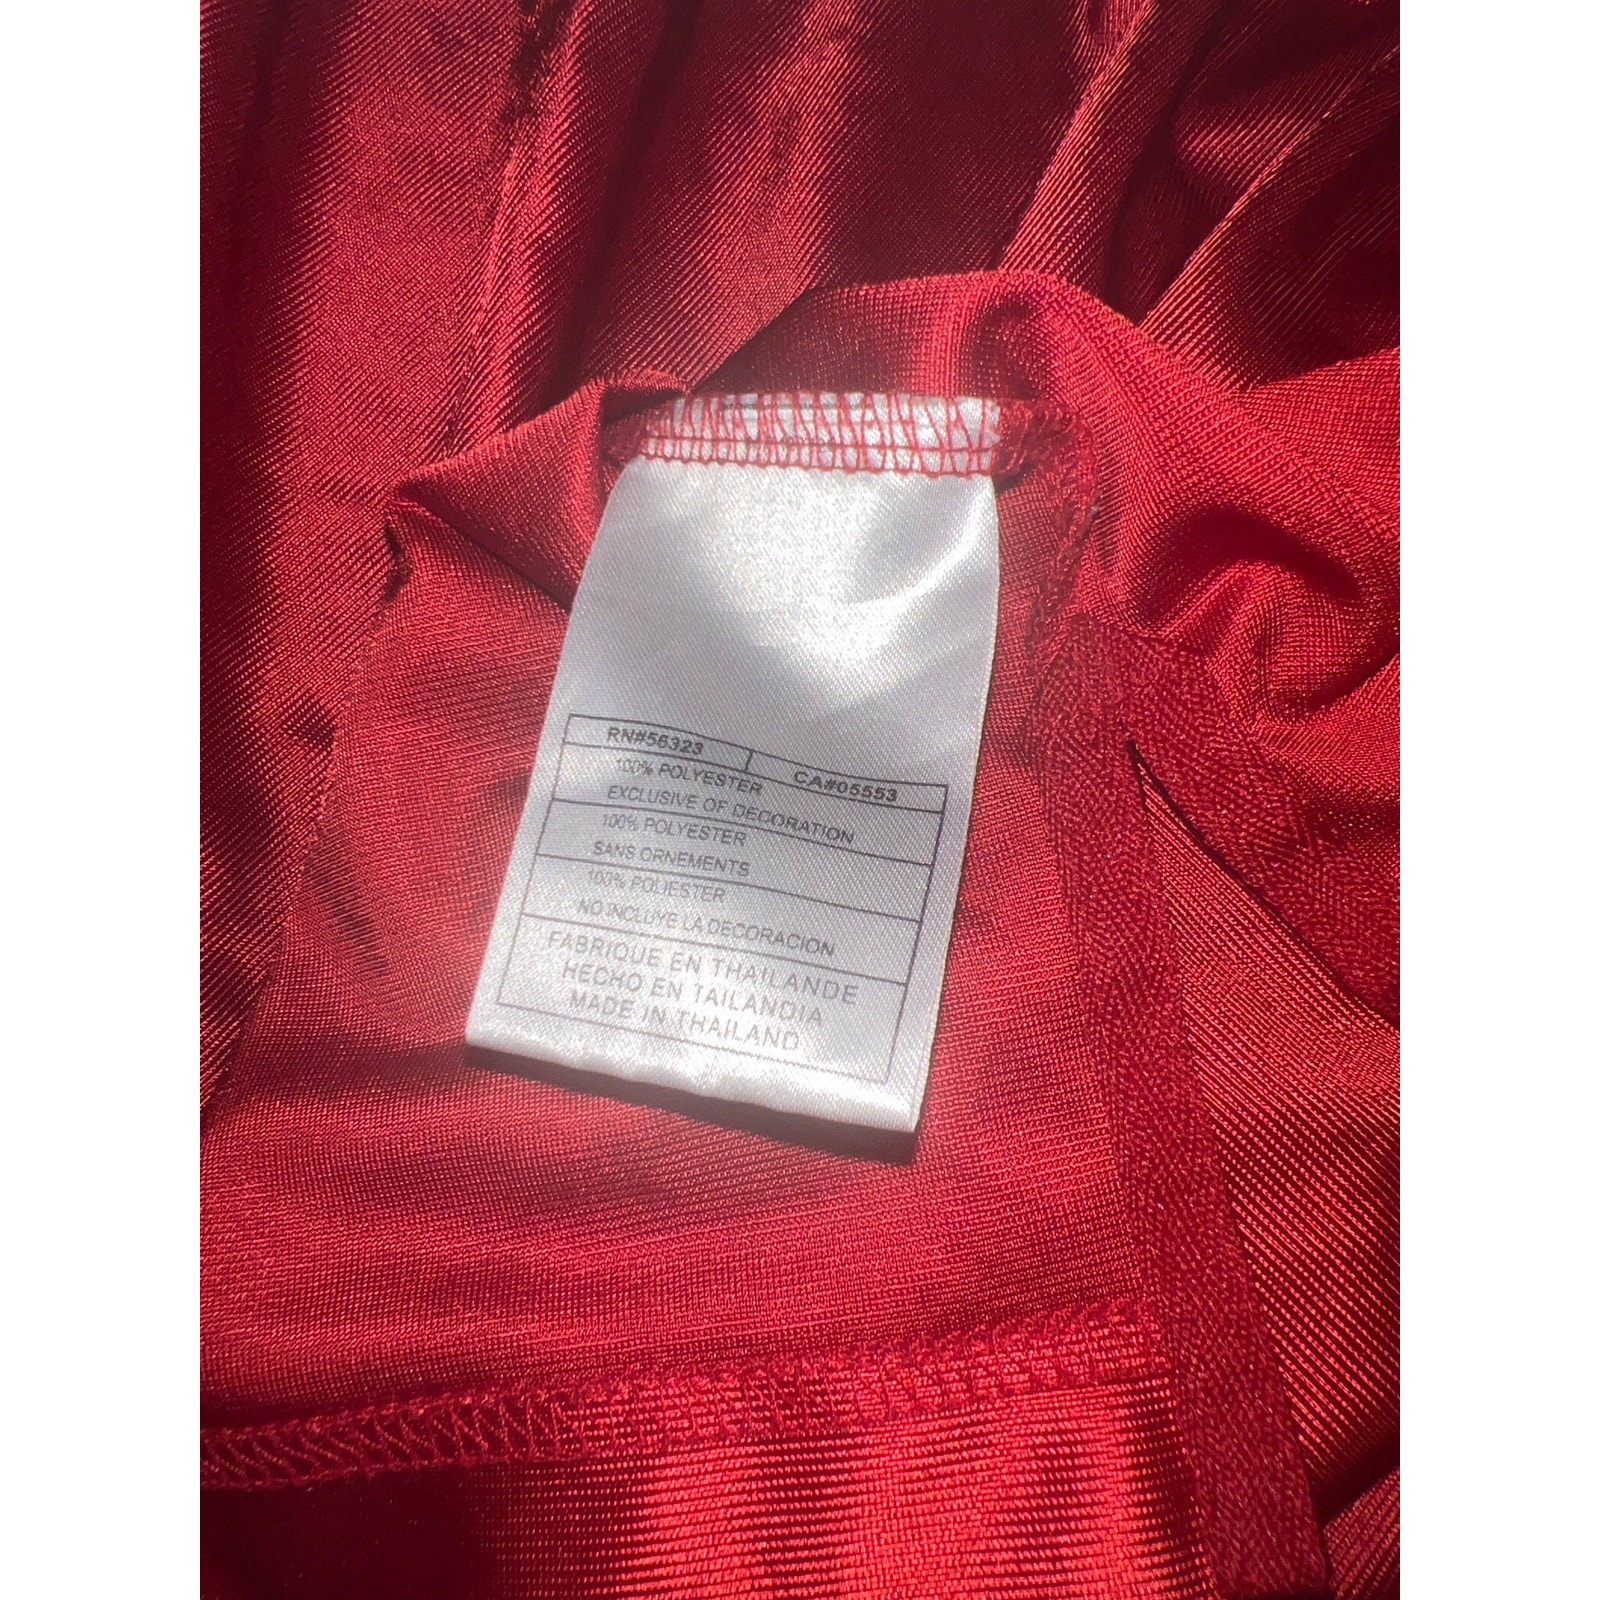 RN#56323 CA#05553
100% POLYESTER
EXCLUSIVE OF DECORATION
100% POLYESTER
SANS ORNEMENTS
100% POLIESTER
NO INCLUYE LA DECORACION
FABRIQUE EN THAILANDE
HECHO EN TAILANDIA
MADE IN THAILAND